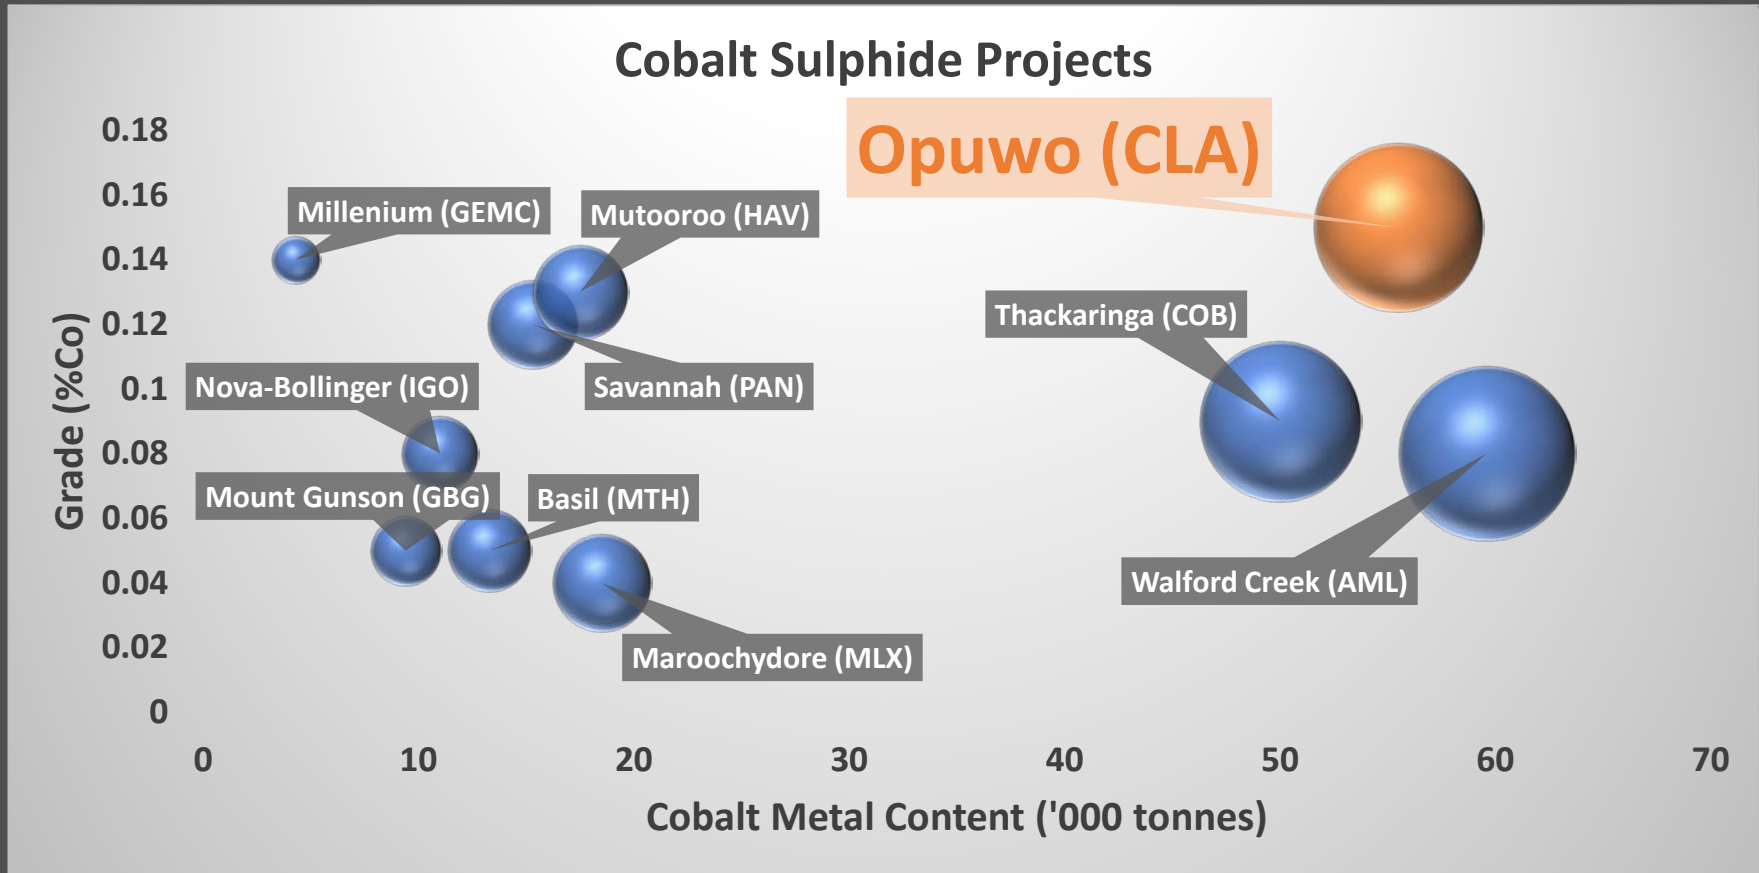 Cobalt Sulphide Projects
Opuwo (CLA)
Millenium (GEMC)
Mutooroo (HAV)
Thackaringa (COB)
Nova-Bollinger (IGO)
Savannah (PAN)
Mount Gunson (GBG)
Basil (MTH)
Walford Creek (AML)
Maroochydore (MLX)
Grade (%Co)
0.18
0.16
0.14
0.12
0.1
0.08
0.06
0.04
0.02
0
0 10 20 30 40 50 60 70
Cobalt Metal Content ('000 tonnes)